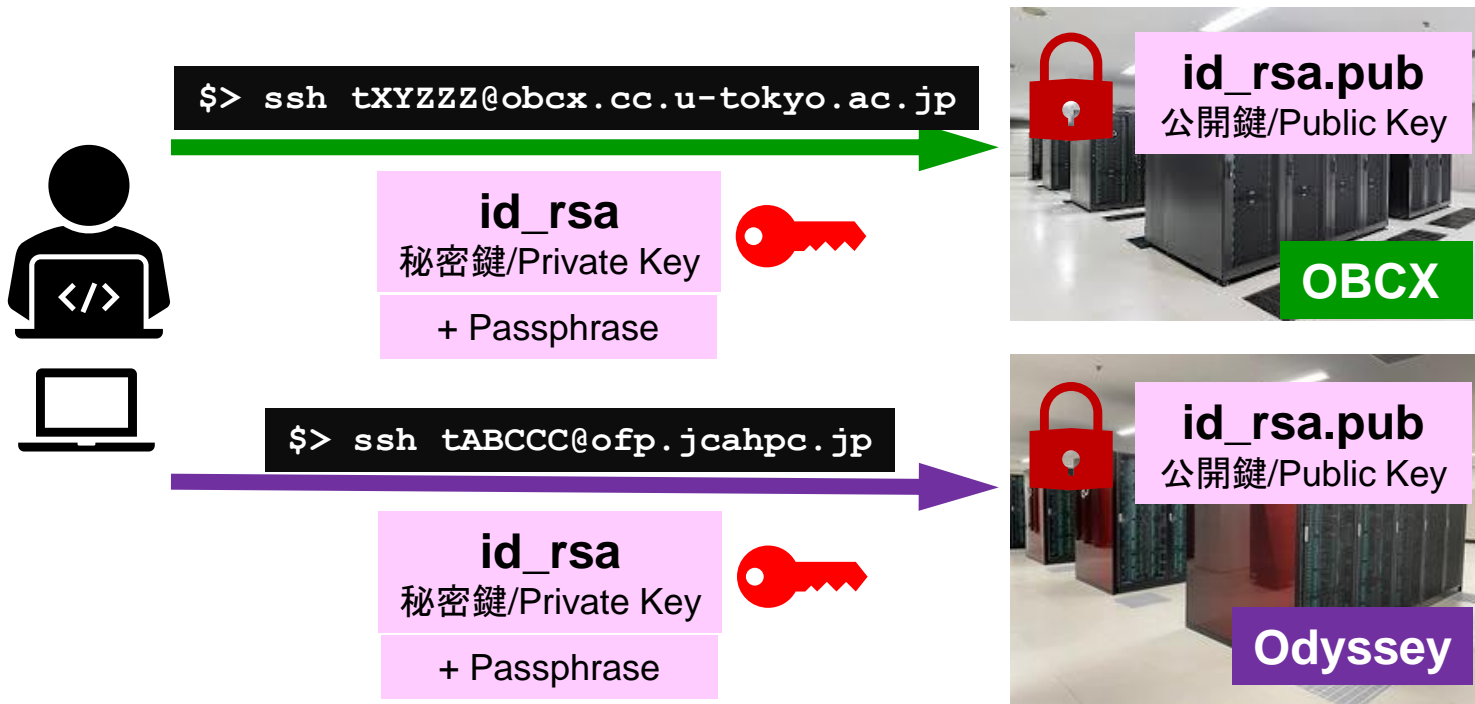 $> ssh tXYZZZ@obcx.cc.u-tokyo.ac.jp
id_rsa
秘密鍵/Private Key
+ Passphrase
id_rsa.pub
公開鍵/Public Key
OBCX
</>
$> ssh tABCCC@ofp.jcahpc.jp
id_rsa
秘密鍵/Private Key
+ Passphrase
id_rsa.pub
公開鍵/Public Key
Odyssey